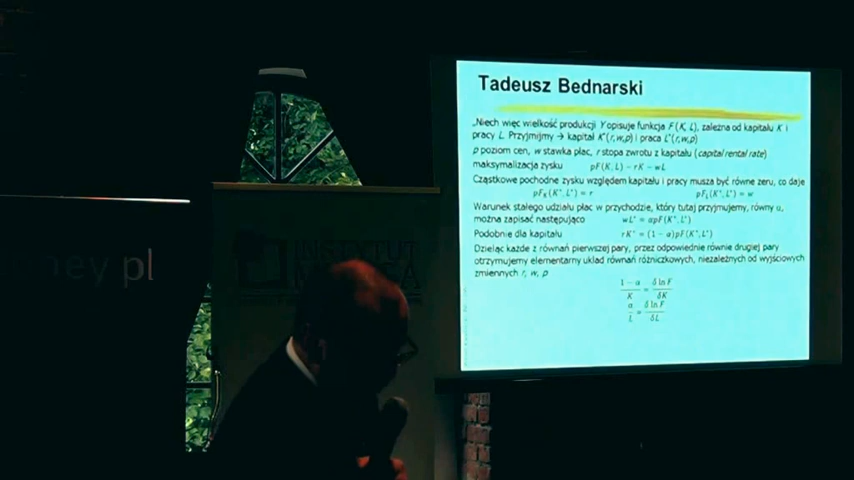 Tadeusz Bednarski
„Niech więc wielkość produkcji Y opisuje funkcja F(K, L), zależna od kapitału K i
pracy L. Przyjmijmy → kapitał K*(r,w,p) i praca L*(r,w,p)
p poziom cen, w stawka płac, r stopa zwrotu z kapitału (capital rental rate)
maksymalizacja zysku pF(K, L) − rK − wL
Cząstkowe pochodne zysku względem kapitału i pracy musza być równe zeru, co daje
pF_K(K*, L*) = r pF_L(K*, L*) = w
Warunek stałego udziału płac w przychodzie, który tutaj przyjmujemy, równy α,
można zapisać następująco wL* = αpF(K*, L*)
Podobnie dla kapitału rK* = (1 − α)pF(K*, L*)
Dzieląc każde z równań pierwszej pary, przez odpowiednie równie drugiej pary
otrzymujemy elementarny układ równań różniczkowych, niezależnych od wyjściowych
zmiennych r, w, p
(1 − α)/K = δ ln F/δK
α/L = δ ln F/δL
ney.pl
INSTYTUT